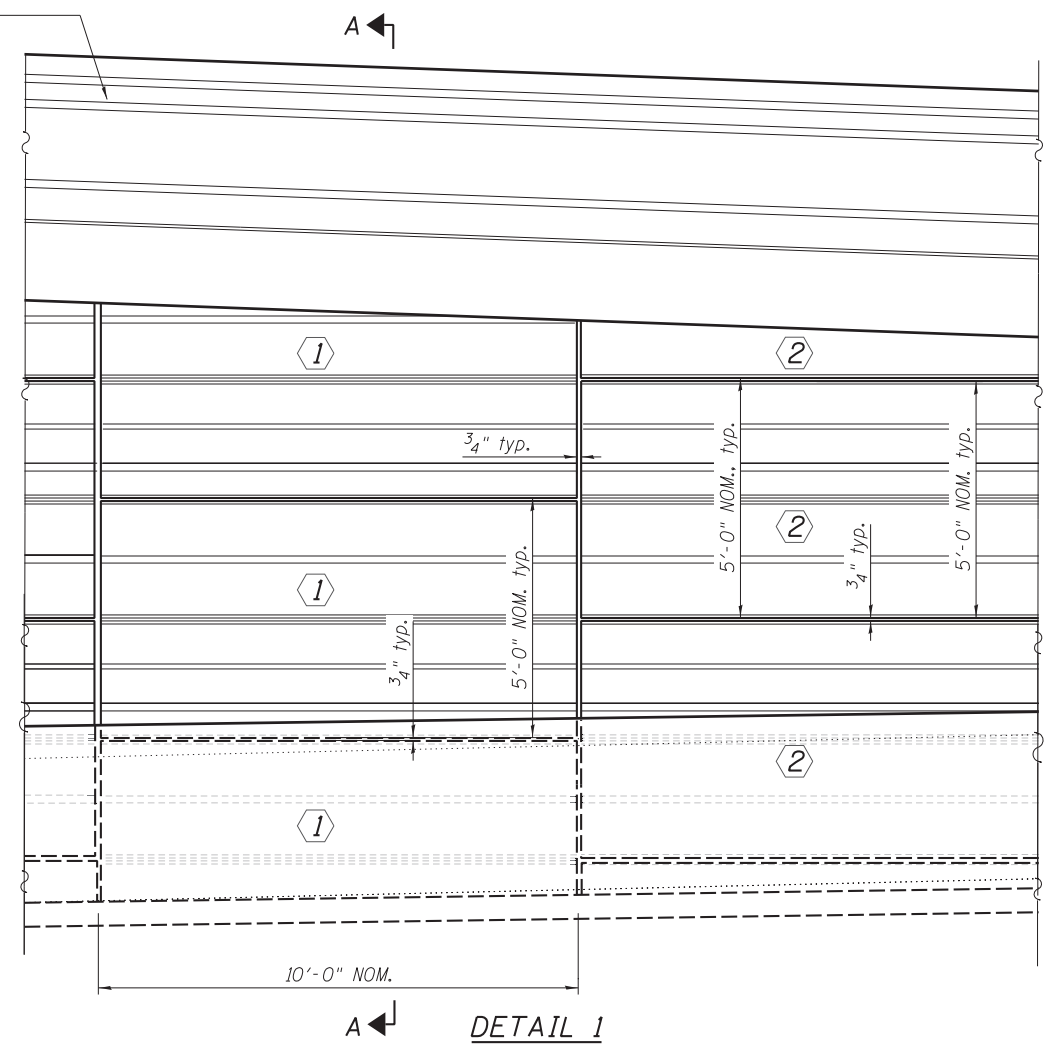 A
1
2
3/4" typ.
5'-0" NOM., typ.
5'-0" NOM. typ.
2
3/4" typ.
1
5'-0" NOM. typ.
3/4" typ.
2
1
10'-0" NOM.
A
DETAIL 1